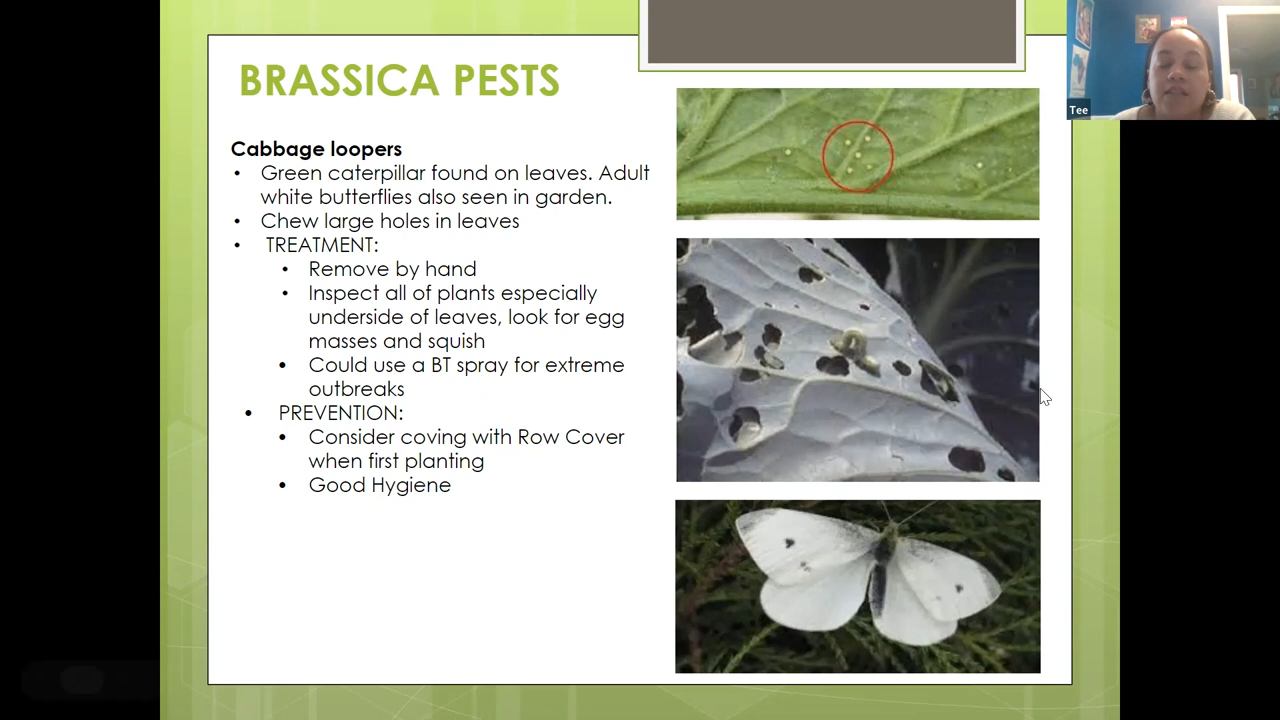 BRASSICA PESTS
Tee
Cabbage loopers
• Green caterpillar found on leaves. Adult
white butterflies also seen in garden.
• Chew large holes in leaves
• TREATMENT:
• Remove by hand
• Inspect all of plants especially
underside of leaves, look for egg
masses and squish
• Could use a BT spray for extreme
outbreaks
• PREVENTION:
• Consider coving with Row Cover
when first planting
• Good Hygiene